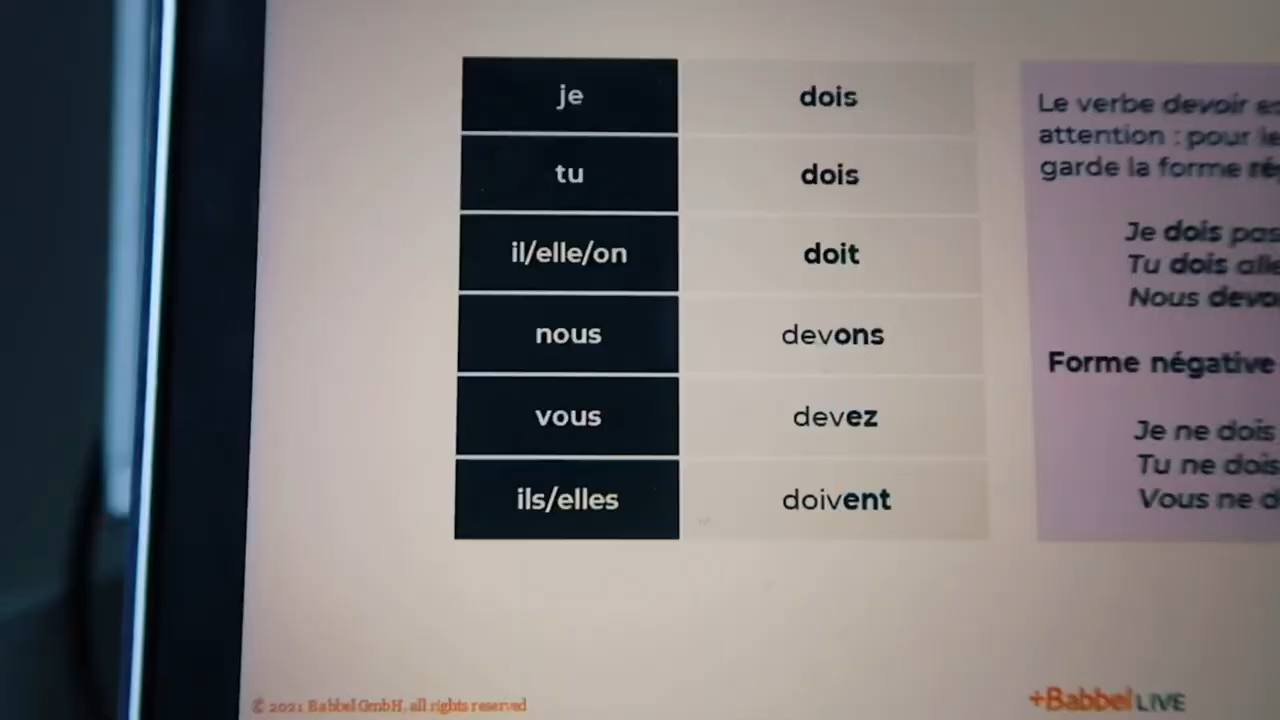 je dois
tu dois
il/elle/on doit
nous devons
vous devez
ils/elles doivent
Le verbe devoir
attention : pour
garde la forme
Je dois
Tu dois
Nous
Forme négative
Je ne dois
Tu ne dois
Vous ne
© 2021 Babbel GmbH, all rights reserved
+Babbel LIVE